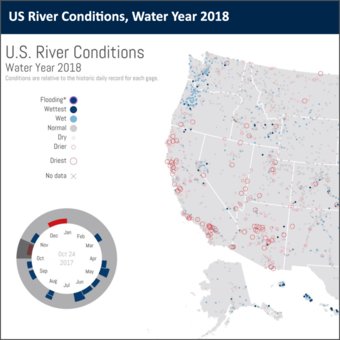 US River Conditions, Water Year 2018
U.S. River Conditions
Water Year 2018
Conditions are relative to the historic daily record for each gage.
Flooding*
Wettest
Wet
Normal
Dry
Drier
Driest
No data
Jan
Feb
Mar
Apr
May
Jun
Jul
Aug
Sep
Oct
Nov
Dec
Oct 24
2017